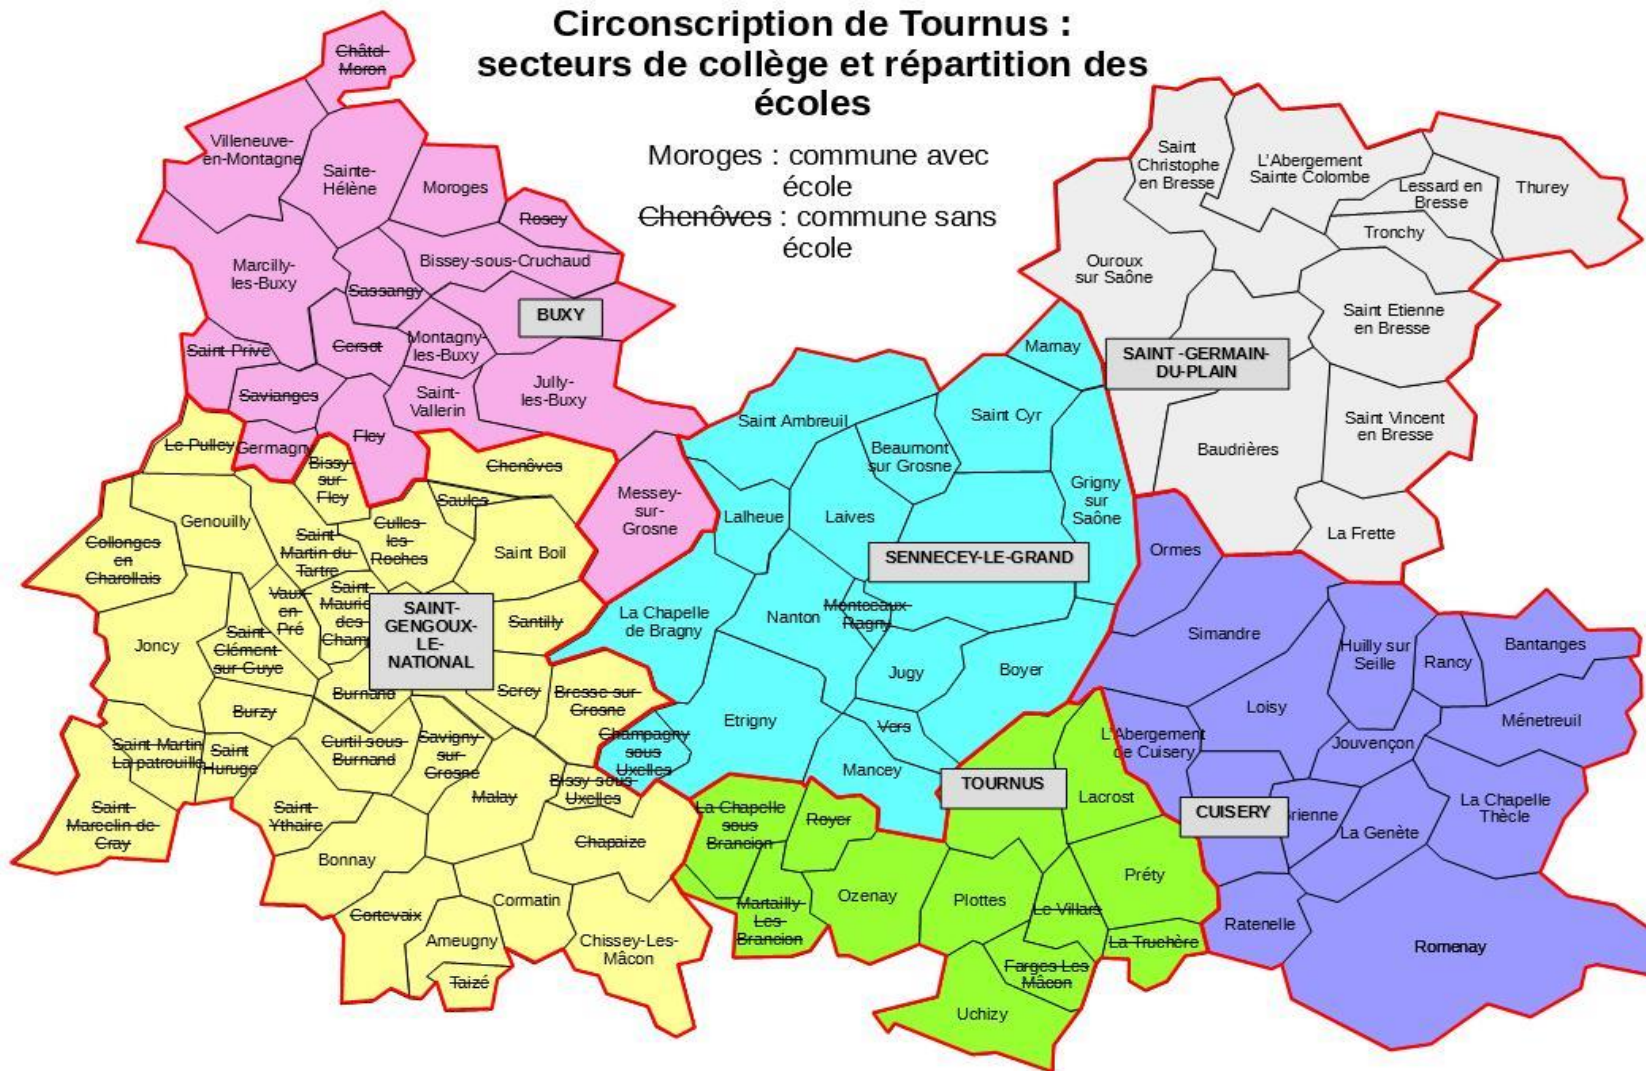 Circonscription de Tournus :
secteurs de collège et répartition des
écoles
Moroges : commune avec
école
Chenôves : commune sans
école
Châtel
Moron
Villeneuve-
en-Montagne
Sainte-
Hélène
Moroges
Rosey
Marcilly-
les-Buxy
Bissey-sous-Cruchaud
Sassangy
BUXY
Saint Privé
Cersot
Montagny-
les-Buxy
Savianges
Saint-
Vallerin
Jully-
les-Buxy
Germagny
Fley
Messey-
sur-
Grosne
Le Pulley
Bissy
sur
Fley
Chenôves
Saules
Genouilly
Collonges
en
Charollais
Saint
Martin du
Tartre
Culles
les
Roches
Saint Boil
Vaux
en
Pré
Saint
Mauric
des
Cham
SAINT-
GENGOUX-
LE-
NATIONAL
Santilly
Joncy
Saint
Clément
sur Guye
Burnand
Sercy
Bresse sur
Grosne
Burzy
Saint Martin
La patrouille
Saint
Huruge
Curtil sous
Burnand
Savigny
sur
Grosne
Malay
Bissy sous
Uxelles
Saint
Marcelin de
Cray
Saint
Ythaire
Bonnay
Chapaize
Cortevaix
Cormatin
Ameugny
Taizé
Chissey-Les-
Mâcon
Saint Ambreuil
Beaumont
sur Grosne
Saint Cyr
Marnay
Lalheue
Laives
Grigny
sur
Saône
SENNECEY-LE-GRAND
La Chapelle
de Bragny
Nanton
Montceaux
Ragny
Jugy
Boyer
Etrigny
Vers
Champagny
sous
Uxelles
Mancey
TOURNUS
La Chapelle
sous
Brancion
Royer
Lacrost
Martailly
Les
Brancion
Ozenay
Plottes
Le Villars
Préty
La Truchère
Farges Les
Mâcon
Uchizy
Saint
Christophe
en Bresse
L'Abergement
Sainte Colombe
Lessard en
Bresse
Thurey
Tronchy
Ouroux
sur Saône
Saint Etienne
en Bresse
SAINT -GERMAIN-
DU-PLAIN
Baudrières
Saint Vincent
en Bresse
La Frette
Ormes
Simandre
Huilly sur
Seille
Rancy
Bantanges
Loisy
Ménetreuil
L'Abergement
de Cuisery
Jouvençon
CUISERY
rienne
La Genète
La Chapelle
Thècle
Ratenelle
Romenay